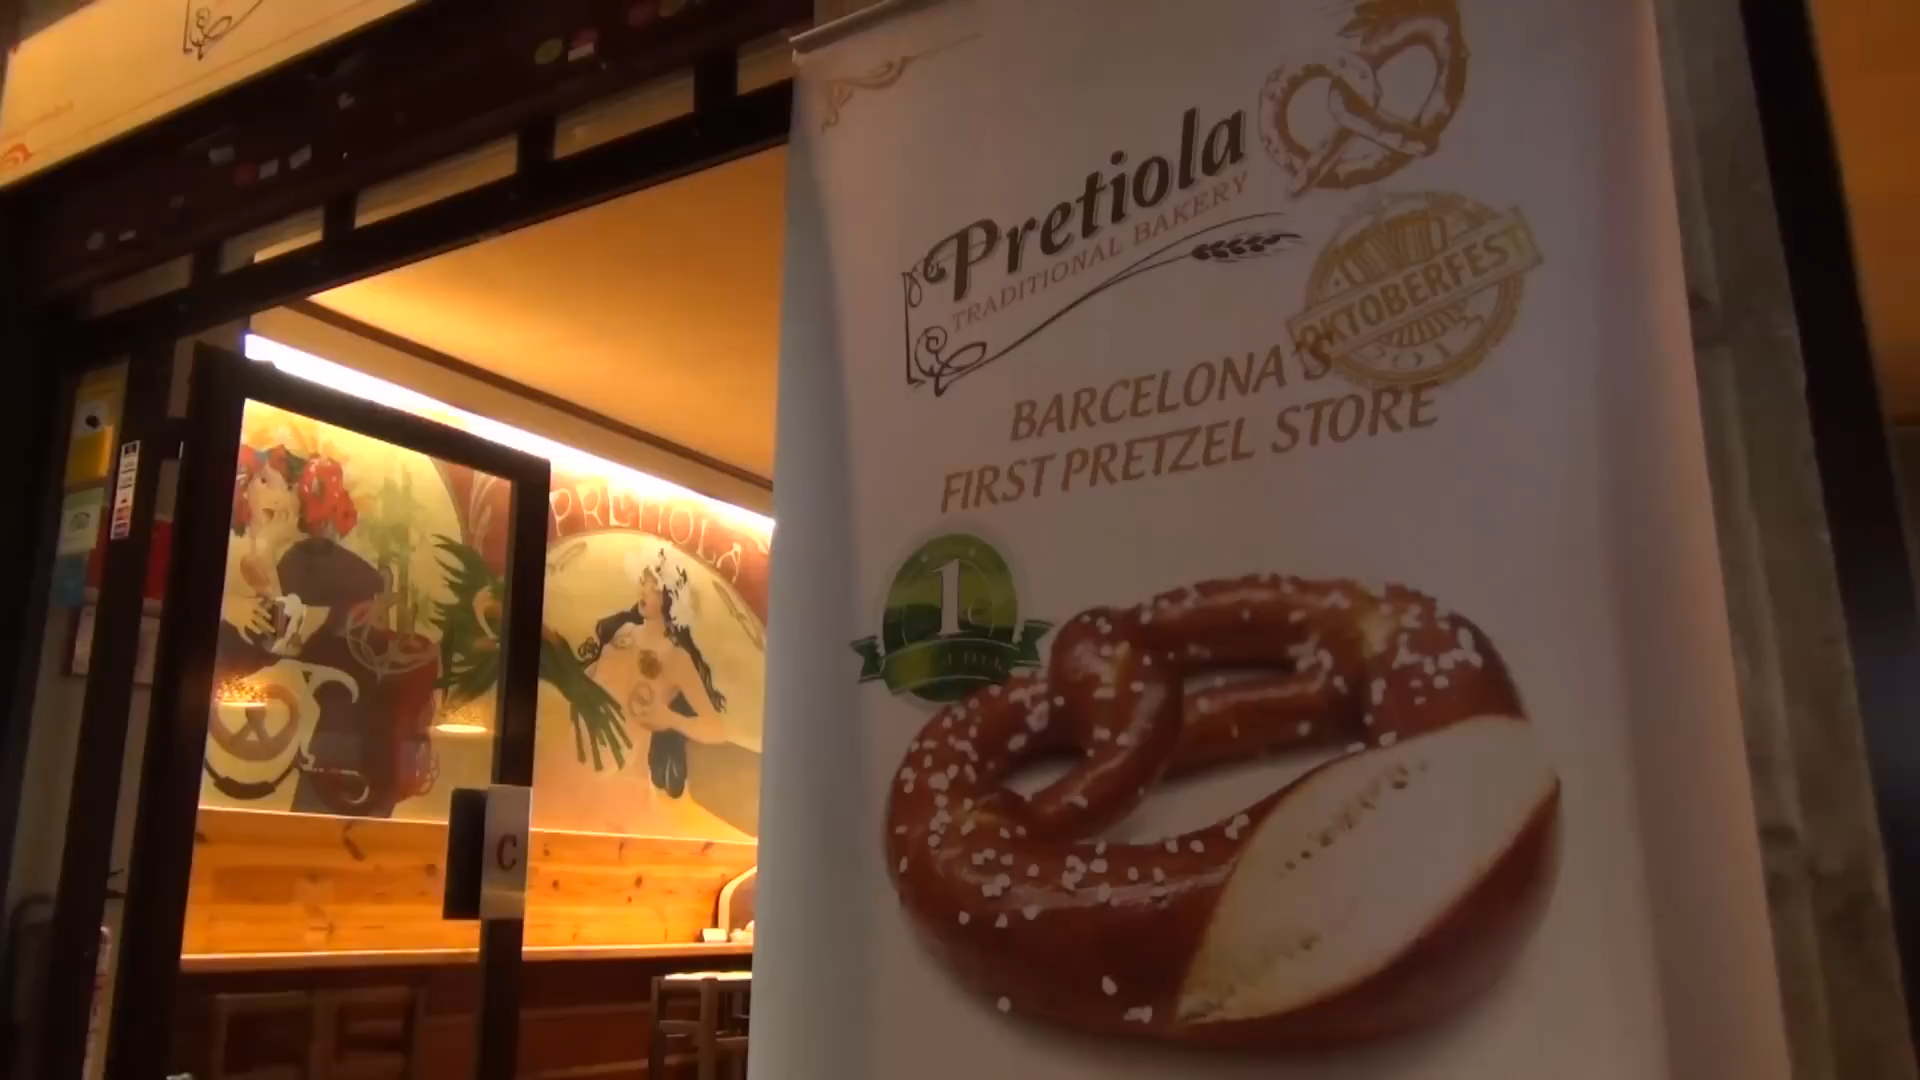 Pretiola
TRADITIONAL BAKERY
OKTOBERFEST
BARCELONA'S
FIRST PRETZEL STORE
1
PRETIOLA
C